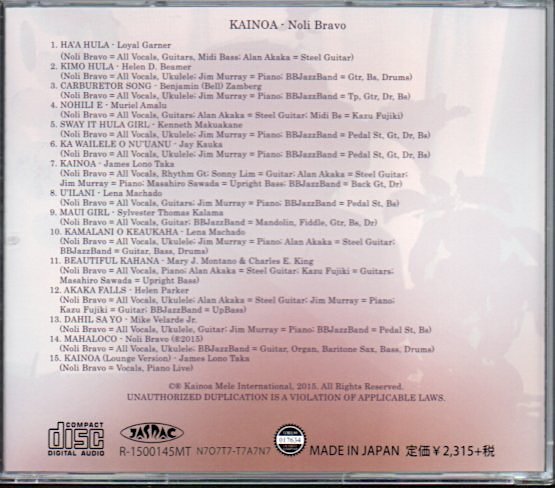 KAINOA - Noli Bravo
1. HA'A HULA - Loyal Garner
(Noli Bravo = All Vocals, Guitars, Midi Bass; Alan Akaka = Steel Guitar)
2. KIMO HULA - Helen D. Beamer
(Noli Bravo = All Vocals, Ukulele; Jim Murray = Piano; BBJazzBand = Gtr, Bs, Drums)
3. CARBURETOR SONG - Benjamin (Bell) Zamberg
(Noli Bravo = All Vocals, Ukulele; Jim Murray = Piano; BBJazzBand = Tp, Gtr, Dr, Bs)
4. NOHILI E - Muriel Amalu
(Noli Bravo = All Vocals, Guitars; Alan Akaka = Steel Guitar; Midi Bs = Kazu Fujiki)
5. SWAY IT HULA GIRL - Kenneth Makuakane
(Noli Bravo = All Vocals, Ukulele; Jim Murray = Piano; BBJazzBand = Pedal St, Gt, Dr, Bs)
6. KA WAILELE O NU'UANU - Jay Kauka
(Noli Bravo = All Vocals, Ukulele; Jim Murray = Piano; BBJazzBand = Pedal St, Gt, Dr, Bs)
7. KAINOA - James Lono Taka
(Noli Bravo = All Vocals, Rhythm Gt; Sonny Lim = Guitar; Alan Akaka = Steel Guitar;
Jim Murray = Piano; Masahiro Sawada = Upright Bass; BBJazzBand = Back Gt, Dr)
8. U'ILANI - Lena Machado
(Noli Bravo = All Vocals, Guitar; Jim Murray = Piano; BBJazzBand = Pedal St, Bs)
9. MAUI GIRL - Sylvester Thomas Kalama
(Noli Bravo = All Vocals, Guitar; BBJazzBand = Mandolin, Fiddle, Gtr, Bs, Dr)
10. KAMALANI O KEAUKAHA - Lena Machado
(Noli Bravo = All Vocals, Ukulele; Jim Murray = Piano; Alan Akaka = Steel Guitar;
BBJazzBand = Guitar, Bass, Drums)
11. BEAUTIFUL KAHANA - Mary J. Montano & Charles E. King
(Noli Bravo = All Vocals, Piano; Alan Akaka = Steel Guitar; Kazu Fujiki = Guitars;
Masahiro Sawada = Upright Bass)
12. AKAKA FALLS - Helen Parker
(Noli Bravo = All Vocals, Ukulele; Alan Akaka = Steel Guitar; Jim Murray = Piano;
Kazu Fujiki = Guitar; BBJazzBand = UpBass)
13. DAHIL SA YO - Mike Velarde Jr.
(Noli Bravo = All Vocals, Ukulele, Guitar; Jim Murray = Piano; BBJazzBand = Pedal St, Bs)
14. MAHALOCO - Noli Bravo (℗2015)
(Noli Bravo = All Vocals, Ukulele; BBJazzBand = Guitar, Organ, Baritone Sax, Bass, Drums)
15. KAINOA (Lounge Version) - James Lono Taka
(Noli Bravo = Vocals, Piano Live)
©℗ Kainoa Mele International, 2015. All Rights Reserved.
UNAUTHORIZED DUPLICATION IS A VIOLATION OF APPLICABLE LAWS.
COMPACT
disc
DIGITAL AUDIO
JASRAC
R-1500145MT N7O7T7-T7A7N7
017634
MADE IN JAPAN 定価￥2,315+税